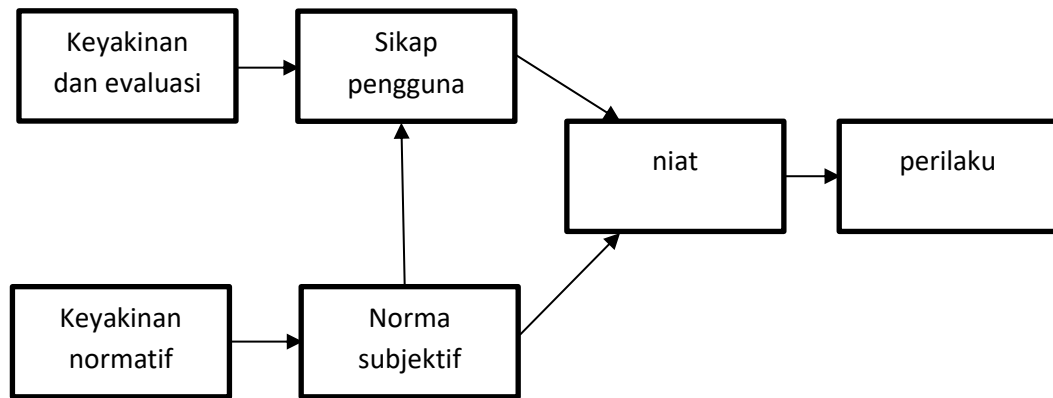 Keyakinan
dan evaluasi
Sikap
pengguna
niat
perilaku
Keyakinan
normatif
Norma
subjektif